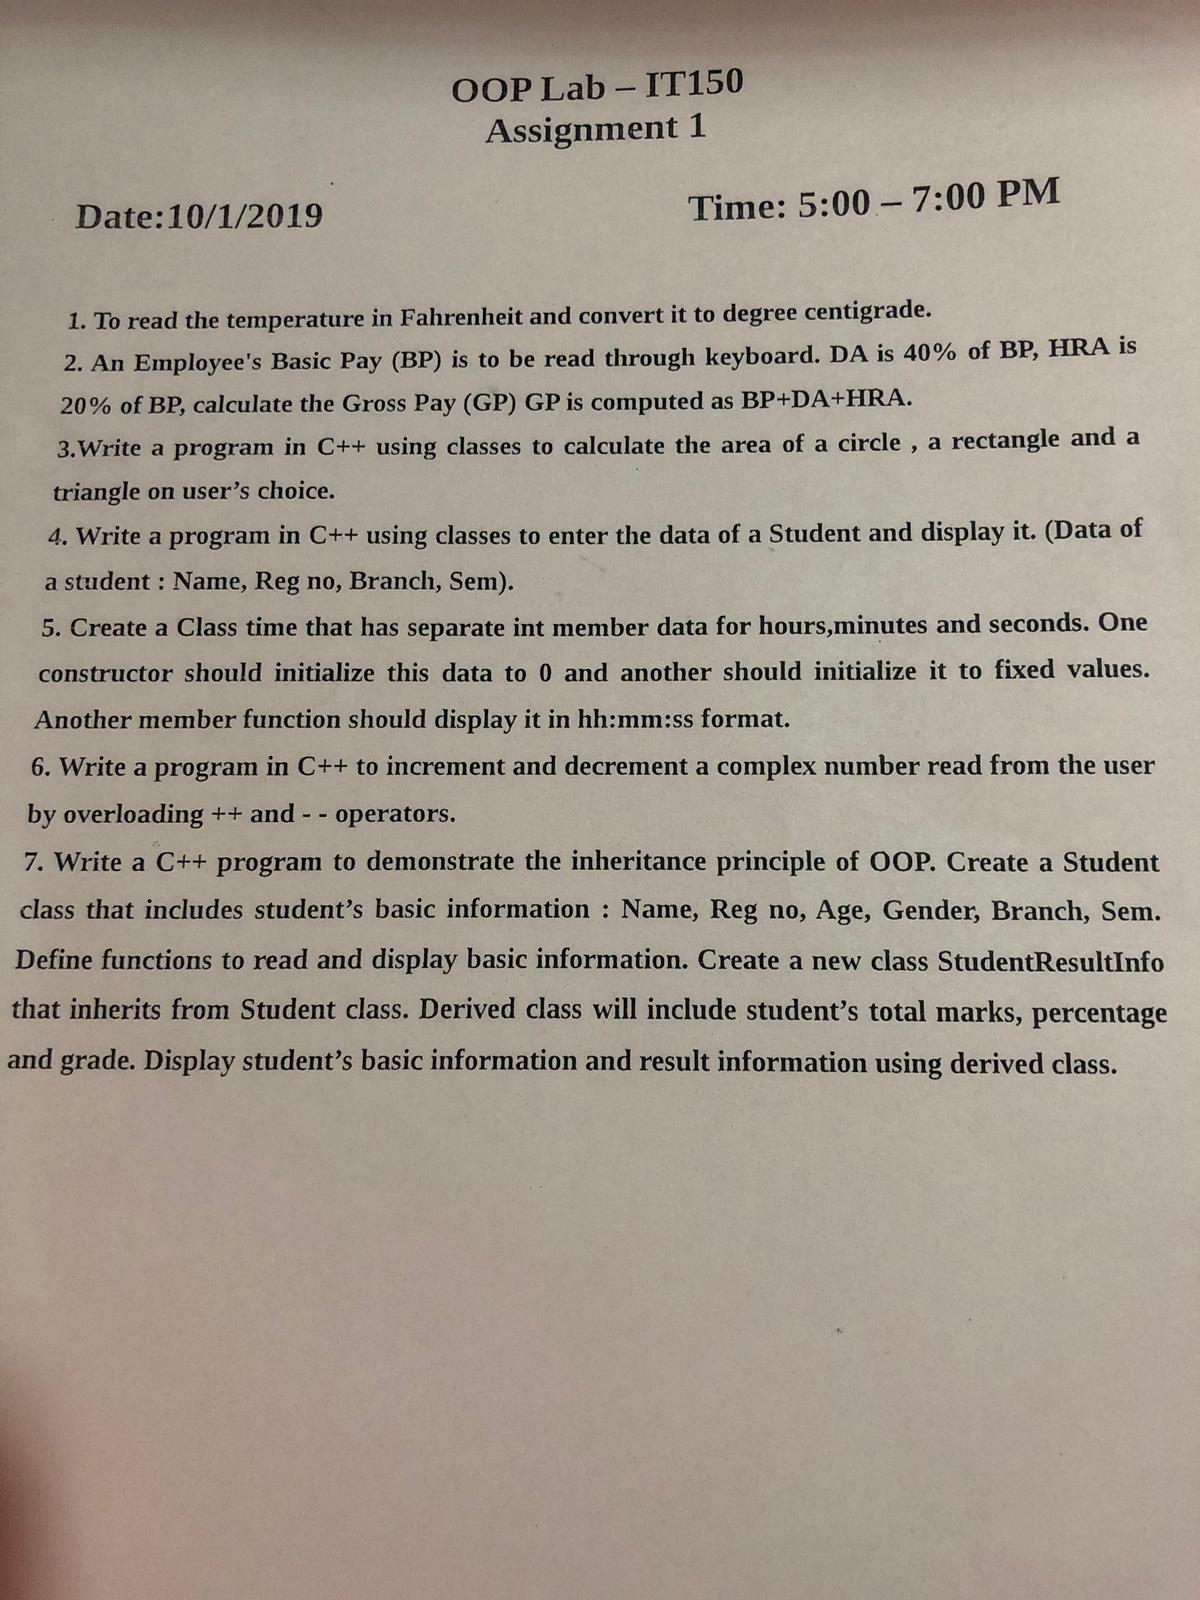 OOP Lab – IT150
Assignment 1
Date:10/1/2019
Time: 5:00 – 7:00 PM
1. To read the temperature in Fahrenheit and convert it to degree centigrade.
2. An Employee's Basic Pay (BP) is to be read through keyboard. DA is 40% of BP, HRA is
20% of BP, calculate the Gross Pay (GP) GP is computed as BP+DA+HRA.
3.Write a program in C++ using classes to calculate the area of a circle , a rectangle and a
triangle on user’s choice.
4. Write a program in C++ using classes to enter the data of a Student and display it. (Data of
a student : Name, Reg no, Branch, Sem).
5. Create a Class time that has separate int member data for hours,minutes and seconds. One
constructor should initialize this data to 0 and another should initialize it to fixed values.
Another member function should display it in hh:mm:ss format.
6. Write a program in C++ to increment and decrement a complex number read from the user
by overloading ++ and - - operators.
7. Write a C++ program to demonstrate the inheritance principle of OOP. Create a Student
class that includes student’s basic information : Name, Reg no, Age, Gender, Branch, Sem.
Define functions to read and display basic information. Create a new class StudentResultInfo
that inherits from Student class. Derived class will include student’s total marks, percentage
and grade. Display student’s basic information and result information using derived class.